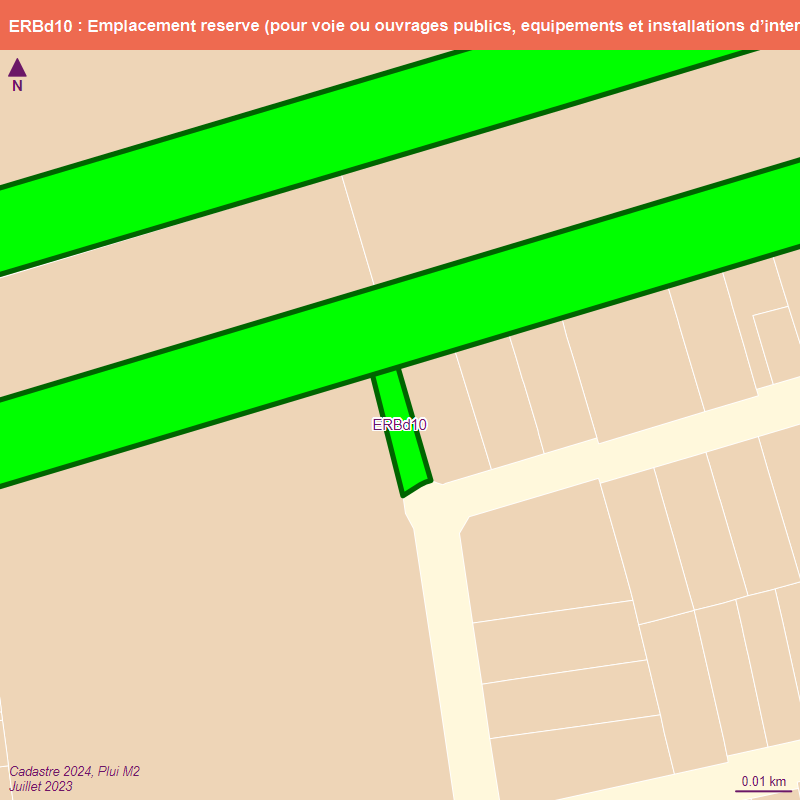 ERBd10 : Emplacement reserve (pour voie ou ouvrages publics, equipements et installations d’inter
N
ERBd10
Cadastre 2024, Plui M2
Juillet 2023
0.01 km